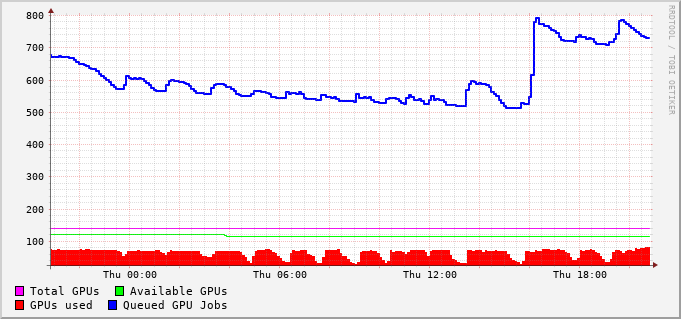 800
700
600
500
400
300
200
100
Thu 00:00 Thu 06:00 Thu 12:00 Thu 18:00
Total GPUs Available GPUs
GPUs used Queued GPU Jobs
RRDTOOL / TOBI OETIKER